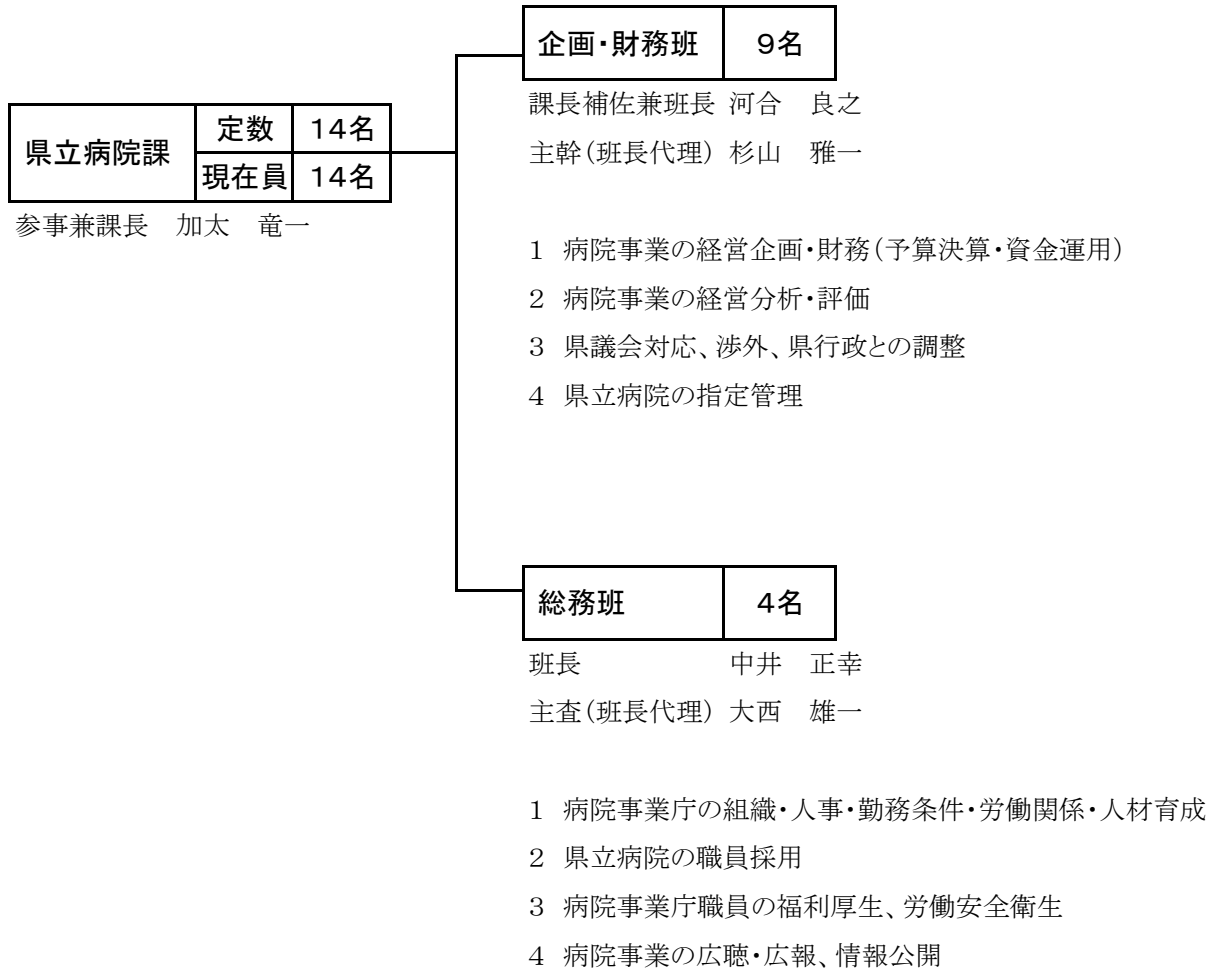 企画・財務班 9名
課長補佐兼班長 河合 良之
主幹(班長代理) 杉山 雅一
県立病院課 定数 14名
現在員 14名
参事兼課長 加太 竜一
1 病院事業の経営企画・財務(予算決算・資金運用)
2 病院事業の経営分析・評価
3 県議会対応、渉外、県行政との調整
4 県立病院の指定管理
総務班 4名
班長 中井 正幸
主査(班長代理) 大西 雄一
1 病院事業庁の組織・人事・勤務条件・労働関係・人材育成
2 県立病院の職員採用
3 病院事業庁職員の福利厚生、労働安全衛生
4 病院事業の広聴・広報、情報公開